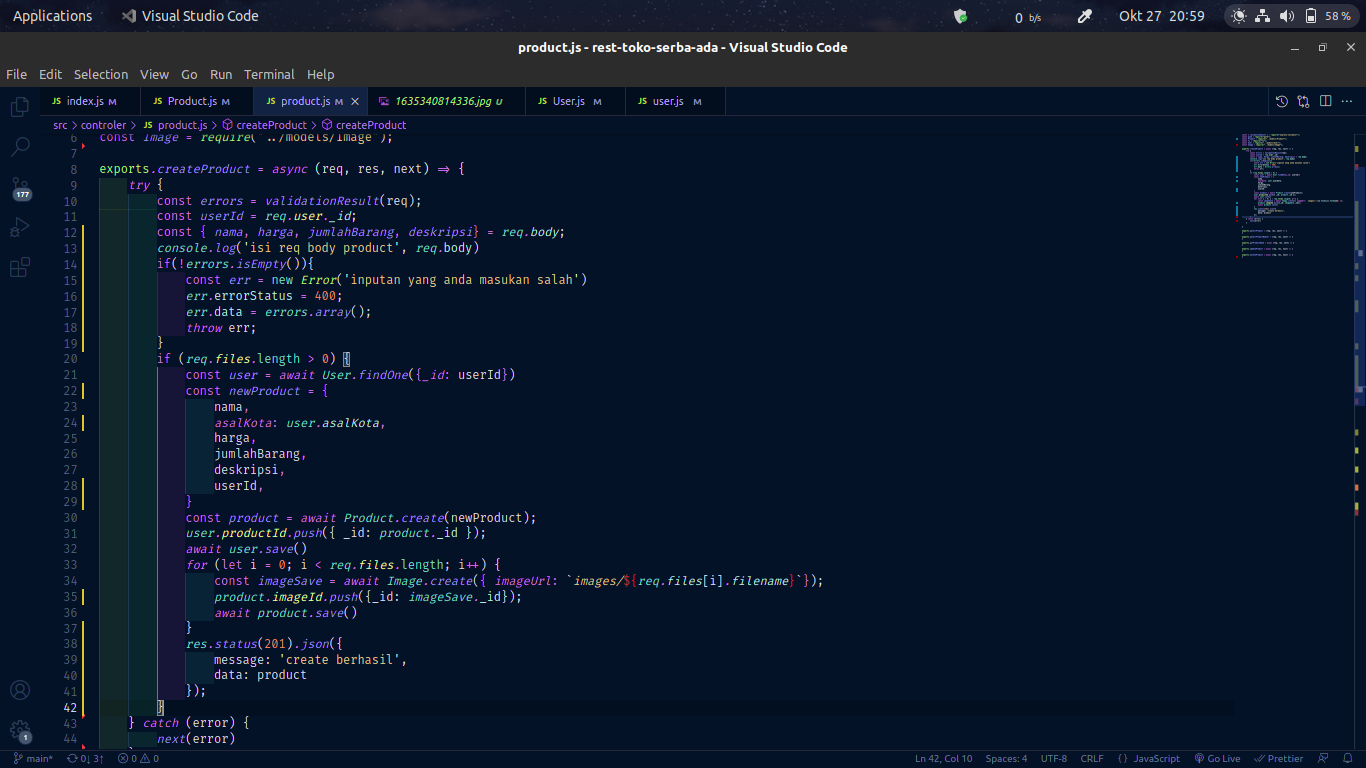 Applications
Visual Studio Code
0 b/s
Okt 27 20:59
58 %
product.js - rest-toko-serba-ada - Visual Studio Code
File Edit Selection View Go Run Terminal Help
JS index.js M
JS Product.js M
JS product.js M
1635340814336.jpg U
JS User.js M
JS user.js M
src > controler > JS product.js > createProduct > createProduct
6 const Image = require('../models/Image');
7
8 exports.createProduct = async (req, res, next) => {
9 try {
10 const errors = validationResult(req);
11 const userId = req.user._id;
12 const { nama, harga, jumlahBarang, deskripsi} = req.body;
13 console.log('isi req body product', req.body)
14 if(!errors.isEmpty()){
15 const err = new Error('inputan yang anda masukan salah')
16 err.errorStatus = 400;
17 err.data = errors.array();
18 throw err;
19 }
20 if (req.files.length > 0) {
21 const user = await User.findOne({_id: userId})
22 const newProduct = {
23 nama,
24 asalKota: user.asalKota,
25 harga,
26 jumlahBarang,
27 deskripsi,
28 userId,
29 }
30 const product = await Product.create(newProduct);
31 user.productId.push({ _id: product._id });
32 await user.save()
33 for (let i = 0; i < req.files.length; i++) {
34 const imageSave = await Image.create({ imageUrl: `images/${req.files[i].filename}`});
35 product.imageId.push({_id: imageSave._id});
36 await product.save()
37 }
38 res.status(201).json({
39 message: 'create berhasil',
40 data: product
41 });
42 }
43 } catch (error) {
44 next(error)
177
1
main* 0↓ 3↑ 0 0
Ln 42, Col 10 Spaces: 4 UTF-8 CRLF {} JavaScript Go Live Prettier